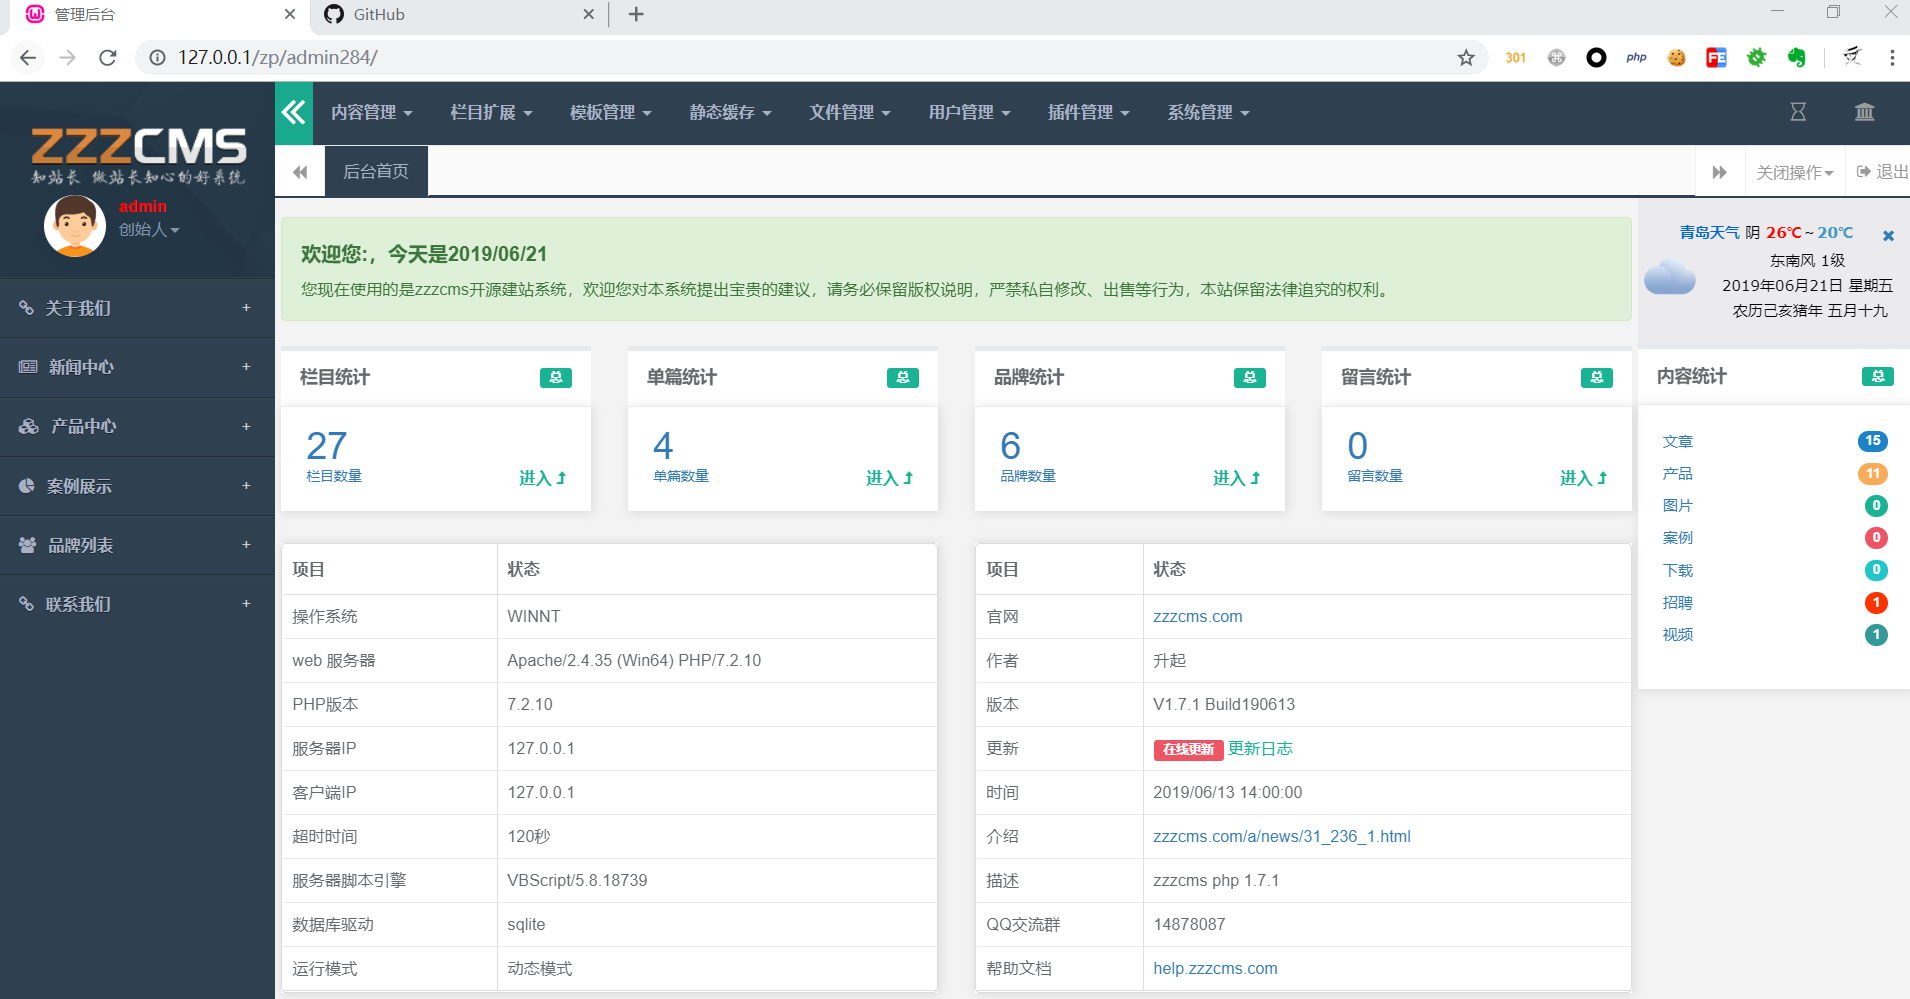 管理后台
GitHub
127.0.0.1/zp/admin284/
301
php
FE
ZZZCMS
知站长 做站长知心的好系统
admin
创始人
关于我们 +
新闻中心 +
产品中心 +
案例展示 +
品牌列表 +
联系我们 +
内容管理 栏目扩展 模板管理 静态缓存 文件管理 用户管理 插件管理 系统管理
后台首页
关闭操作 退出
欢迎您:，今天是2019/06/21
您现在使用的是zzzcms开源建站系统，欢迎您对本系统提出宝贵的建议，请务必保留版权说明，严禁私自修改、出售等行为，本站保留法律追究的权利。
青岛天气 阴 26℃~20℃
东南风 1级
2019年06月21日 星期五
农历己亥猪年 五月十九
栏目统计 总
27
栏目数量 进入
单篇统计 总
4
单篇数量 进入
品牌统计 总
6
品牌数量 进入
留言统计 总
0
留言数量 进入
内容统计 总
文章 15
产品 11
图片 0
案例 0
下载 0
招聘 1
视频 1
项目 状态
操作系统 WINNT
web 服务器 Apache/2.4.35 (Win64) PHP/7.2.10
PHP版本 7.2.10
服务器IP 127.0.0.1
客户端IP 127.0.0.1
超时时间 120秒
服务器脚本引擎 VBScript/5.8.18739
数据库驱动 sqlite
运行模式 动态模式
项目 状态
官网 zzzcms.com
作者 升起
版本 V1.7.1 Build190613
更新 在线更新 更新日志
时间 2019/06/13 14:00:00
介绍 zzzcms.com/a/news/31_236_1.html
描述 zzzcms php 1.7.1
QQ交流群 14878087
帮助文档 help.zzzcms.com